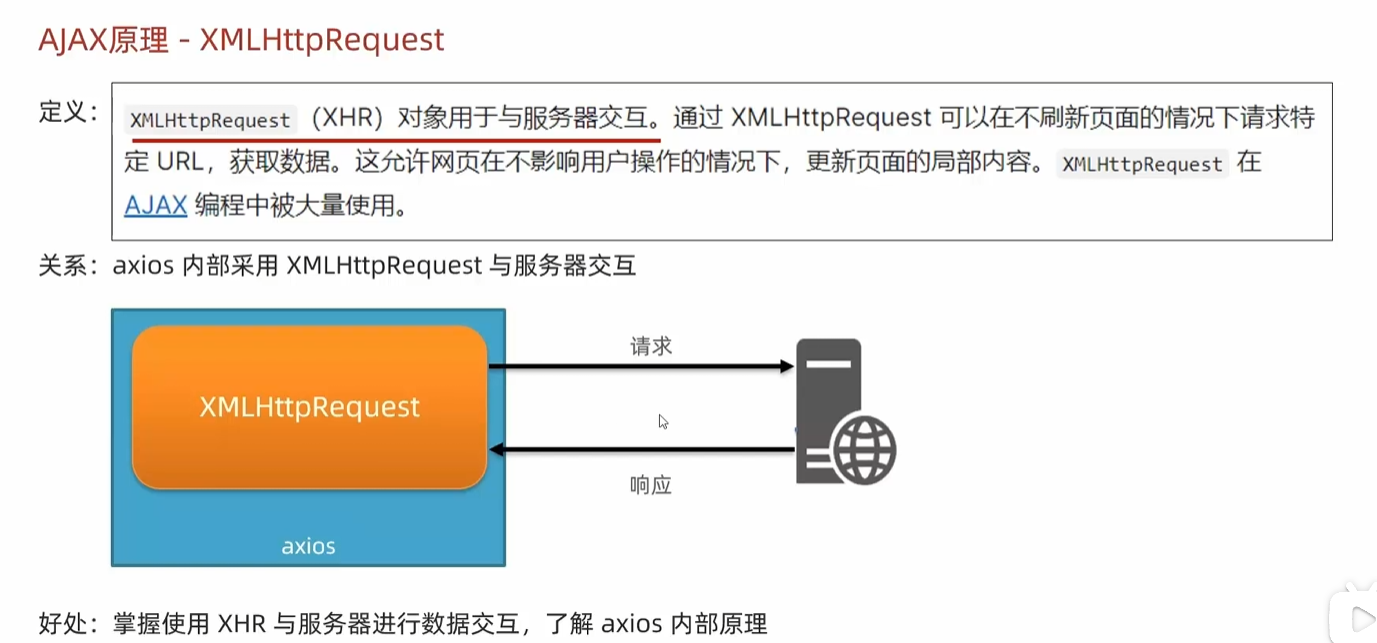 AJAX原理 - XMLHttpRequest
定义：
XMLHttpRequest（XHR）对象用于与服务器交互。通过 XMLHttpRequest 可以在不刷新页面的情况下请求特
定 URL，获取数据。这允许网页在不影响用户操作的情况下，更新页面的局部内容。XMLHttpRequest 在
AJAX 编程中被大量使用。
关系：axios 内部采用 XMLHttpRequest 与服务器交互
请求
XMLHttpRequest
响应
axios
好处：掌握使用 XHR 与服务器进行数据交互，了解 axios 内部原理